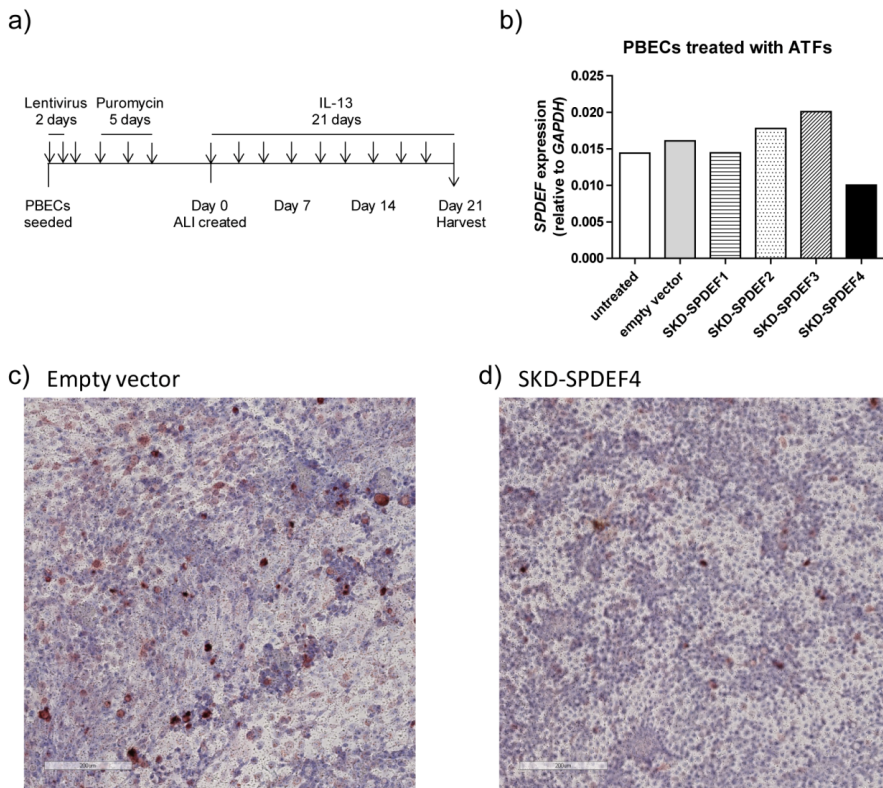 a)
Lentivirus
2 days
Puromycin
5 days
IL-13
21 days
PBECs
seeded
Day 0
ALI created
Day 7
Day 14
Day 21
Harvest
b)
PBECs treated with ATFs
SPDEF expression
(relative to GAPDH)
0.025
0.020
0.015
0.010
0.005
0.000
untreated
empty vector
SKD-SPDEF1
SKD-SPDEF2
SKD-SPDEF3
SKD-SPDEF4
c) Empty vector
200um
d) SKD-SPDEF4
200um